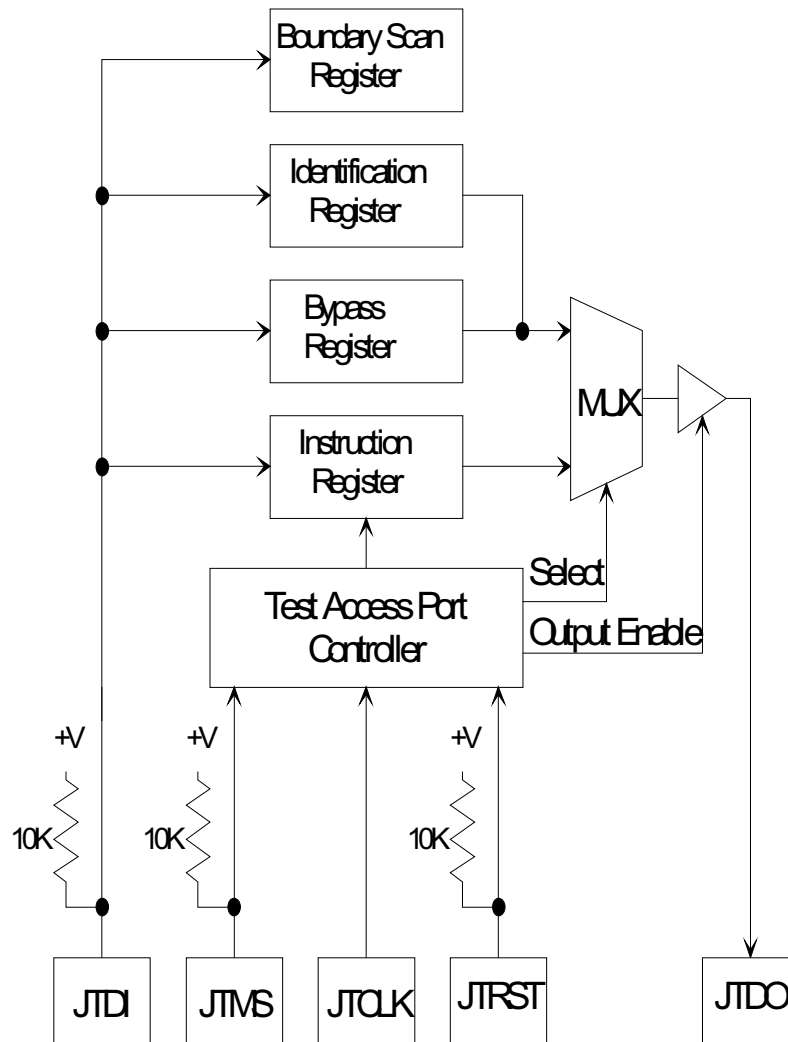 Boundary Scan
Register
Identification
Register
Bypass
Register
MUX
Instruction
Register
Select
Test Access Port
Controller
Output Enable
+V
+V
+V
10K
10K
10K
JTDI
JTMS
JTCLK
JTRST
JTDO